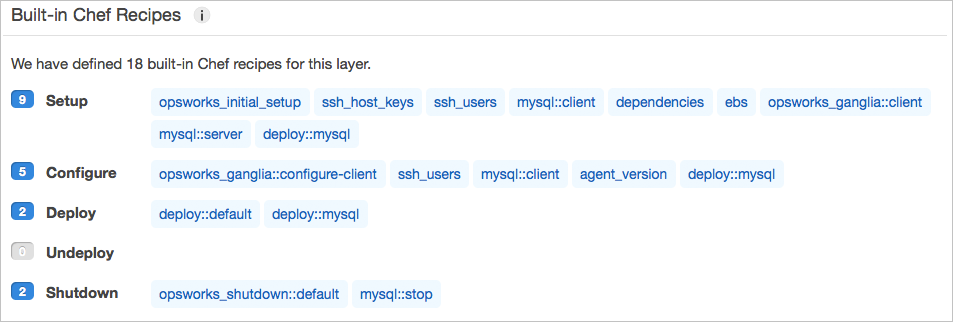 Built-in Chef Recipes i
We have defined 18 built-in Chef recipes for this layer.
9 Setup opsworks_initial_setup ssh_host_keys ssh_users mysql::client dependencies ebs opsworks_ganglia::client
mysql::server deploy::mysql
5 Configure opsworks_ganglia::configure-client ssh_users mysql::client agent_version deploy::mysql
2 Deploy deploy::default deploy::mysql
0 Undeploy
2 Shutdown opsworks_shutdown::default mysql::stop